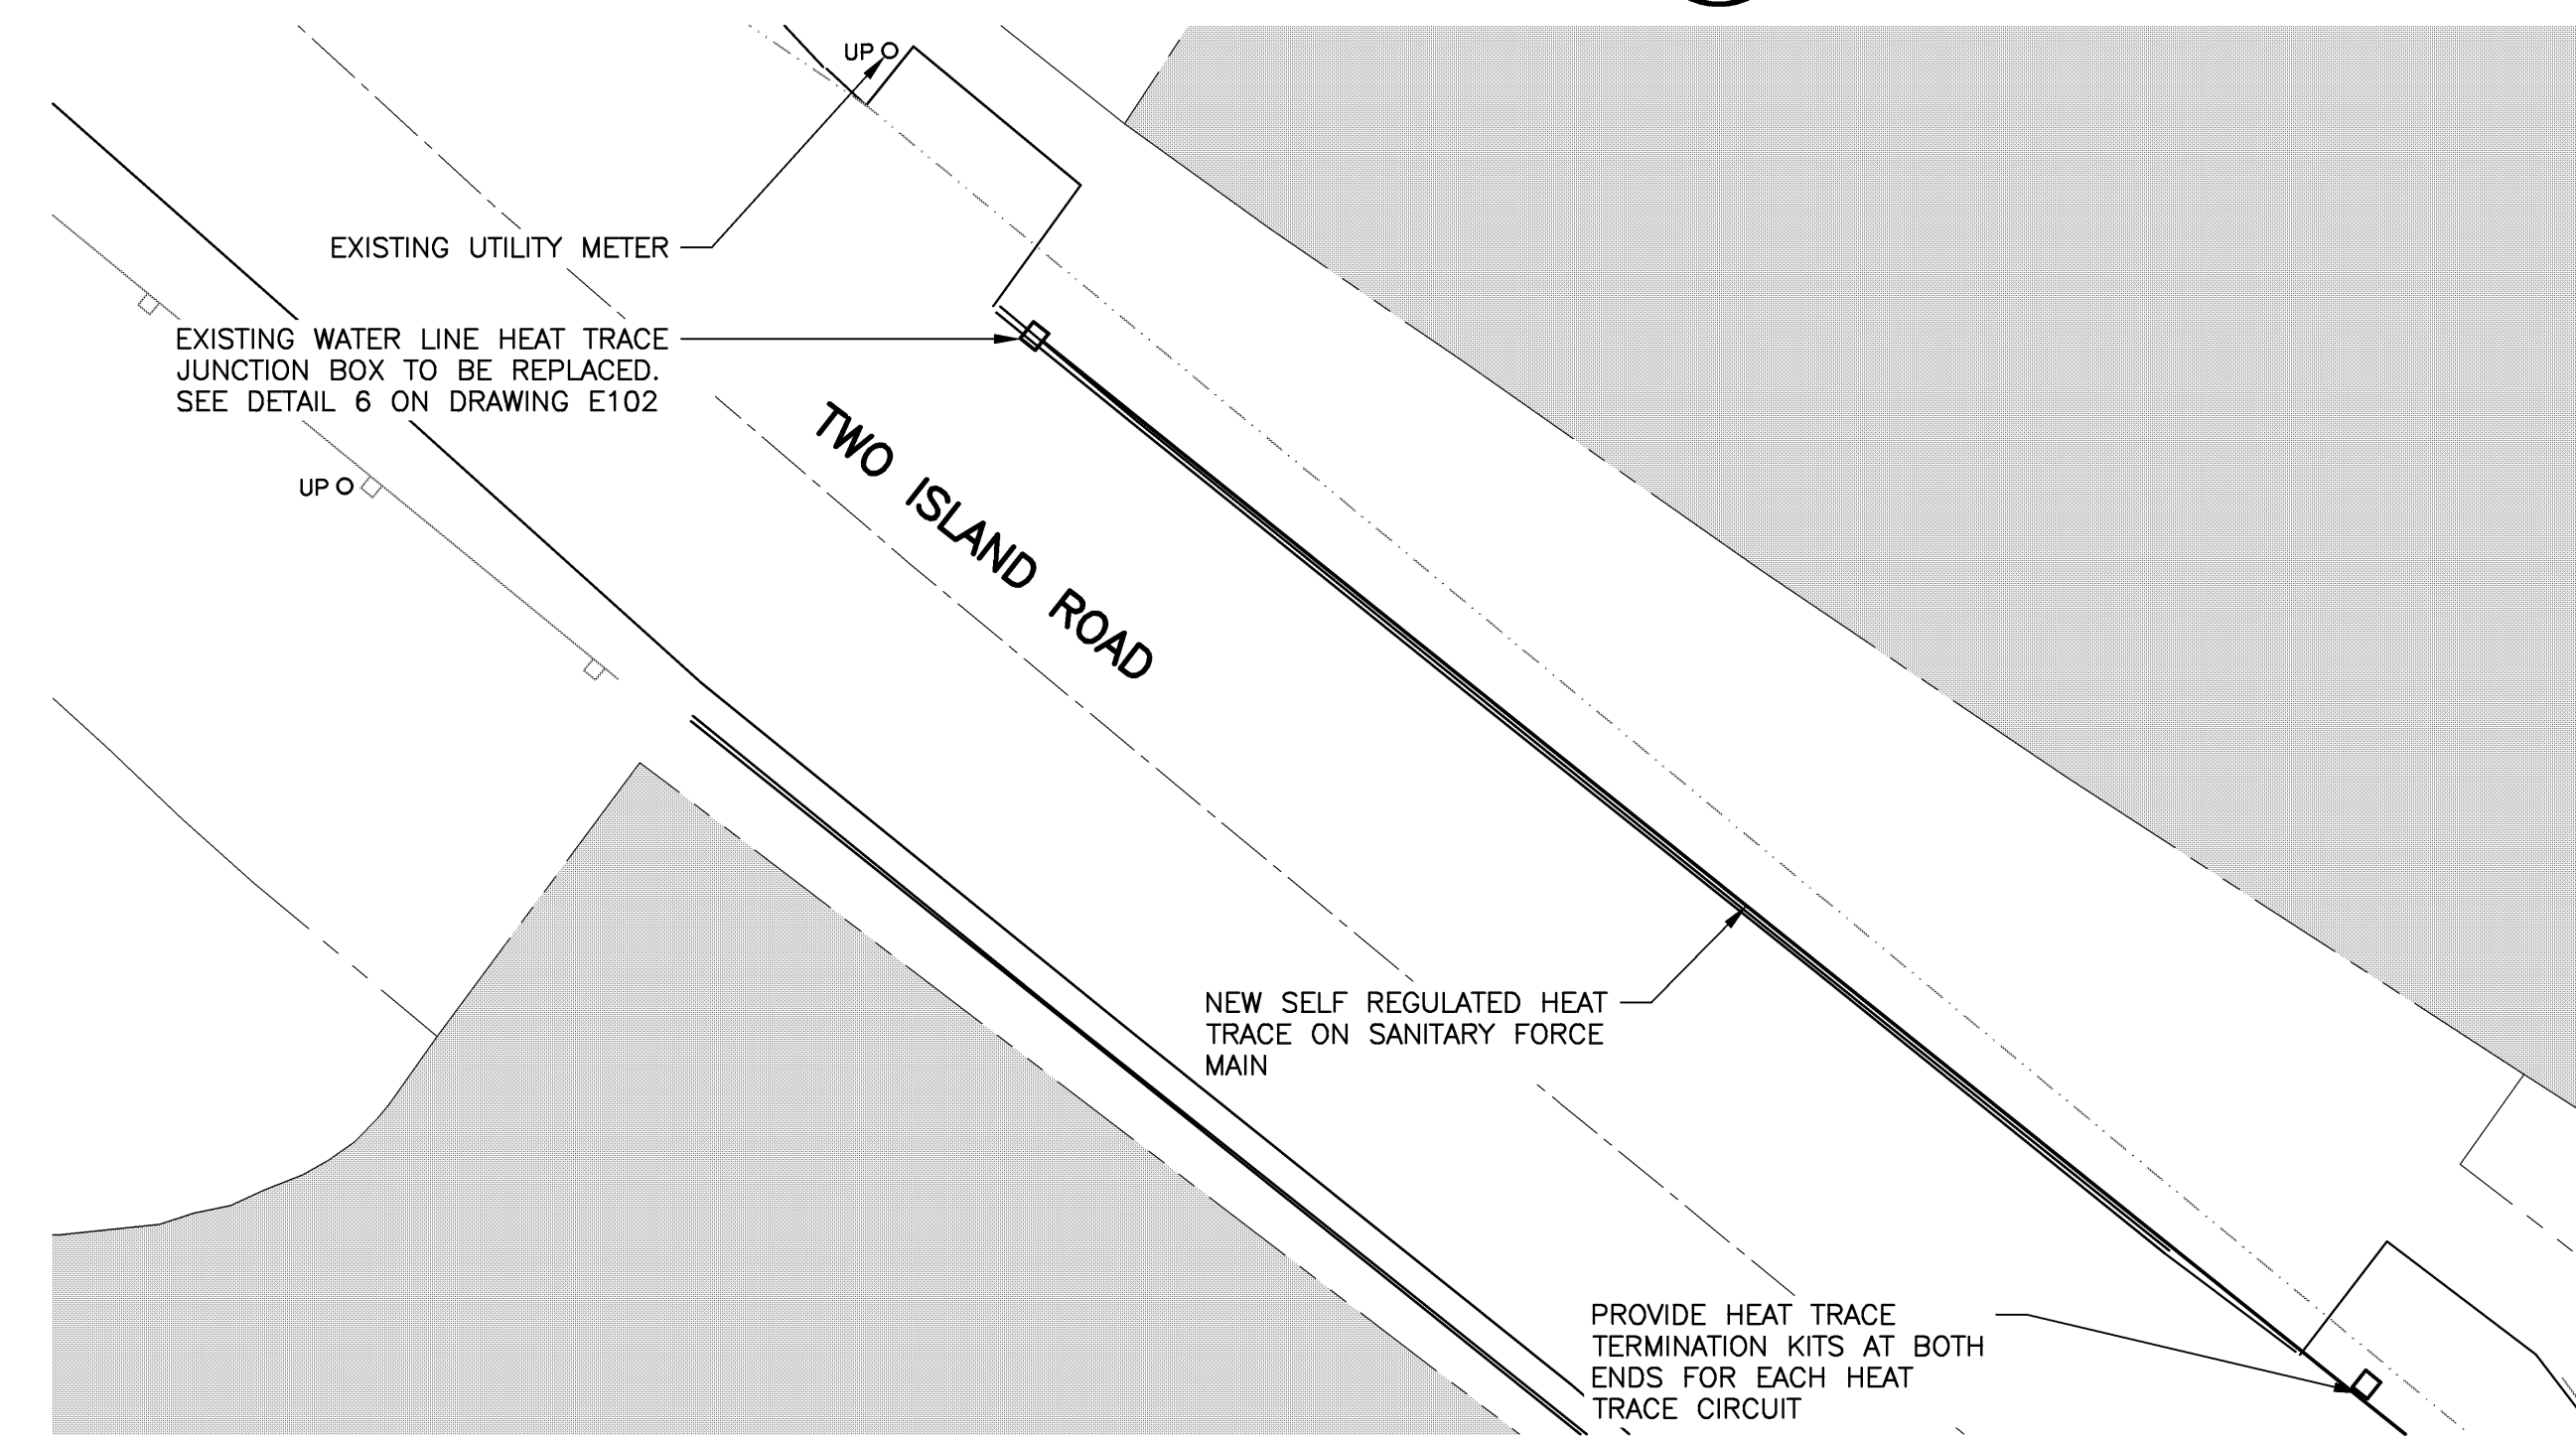 UP
EXISTING UTILITY METER
EXISTING WATER LINE HEAT TRACE
JUNCTION BOX TO BE REPLACED.
SEE DETAIL 6 ON DRAWING E102
UP
TWO ISLAND ROAD
NEW SELF REGULATED HEAT
TRACE ON SANITARY FORCE
MAIN
PROVIDE HEAT TRACE
TERMINATION KITS AT BOTH
ENDS FOR EACH HEAT
TRACE CIRCUIT